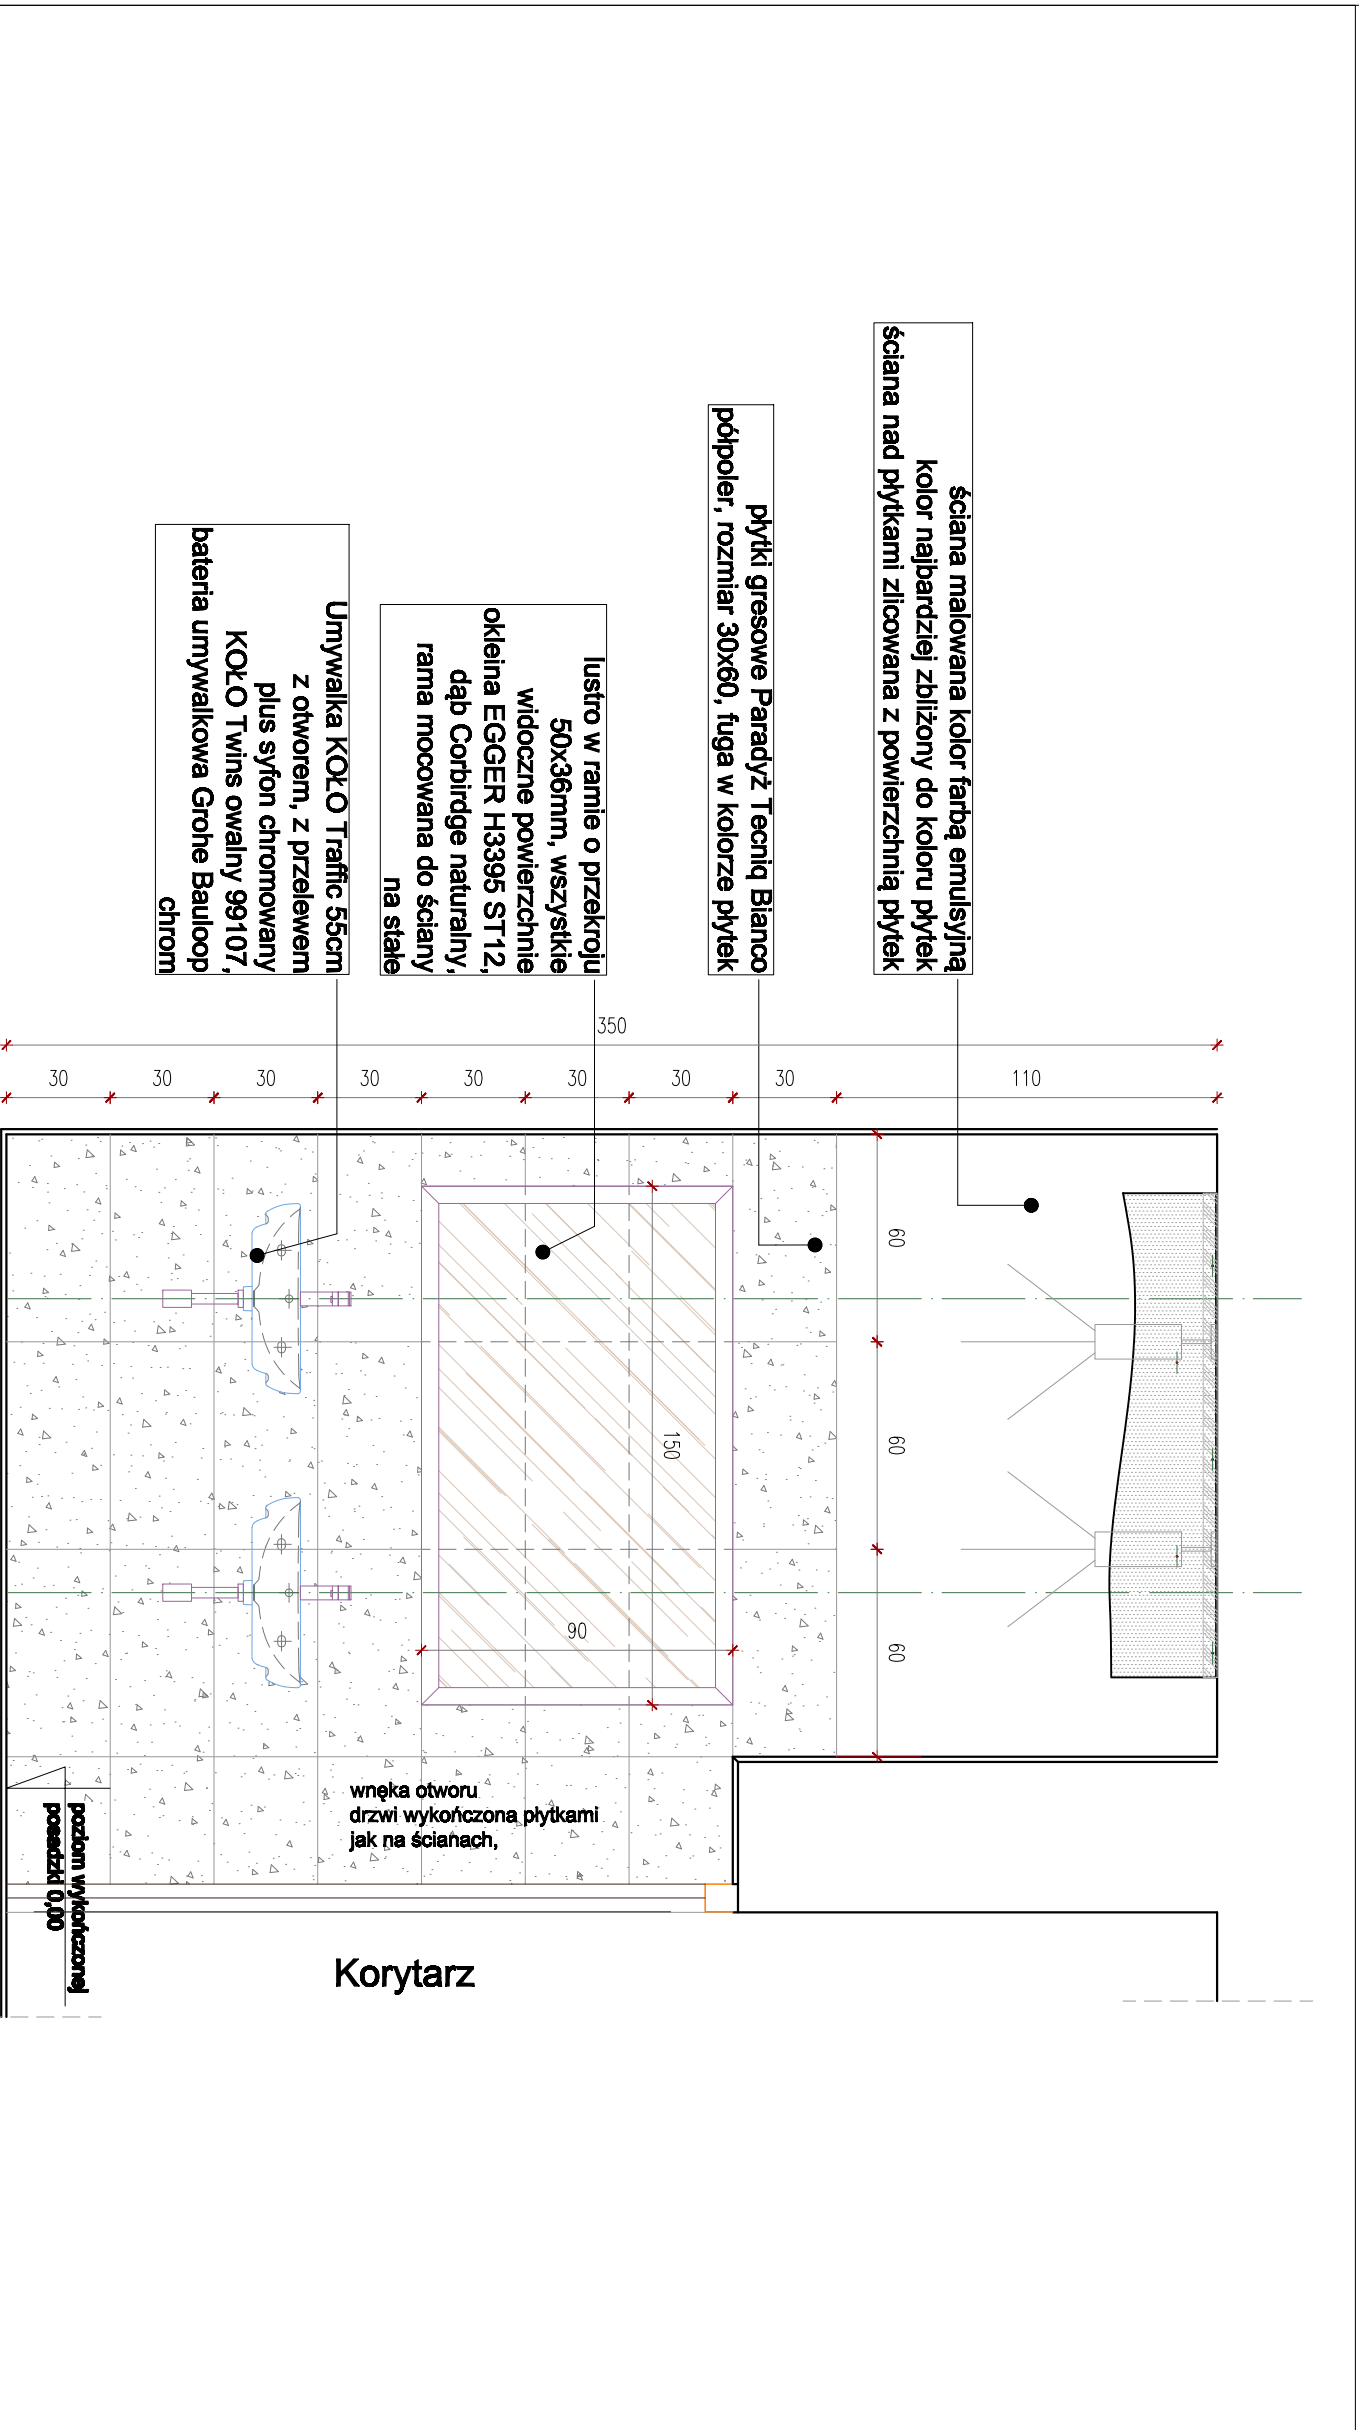 ściana malowana kolor farbą emulsyjną
kolor najbardziej zbliżony do koloru płytek
ściana nad płytkami zlicowana z powierzchnią płytek
płytki gresowe Paradyż Tecniq Bianco
półpoler, rozmiar 30x60, fuga w kolorze płytek
lustro w ramie o przekroju
50x36mm, wszystkie
widoczne powierzchnie
okleina EGGER H3395 ST12,
dąb Corbirdge naturalny,
rama mocowana do ściany
na stałe
Umywalka KOŁO Traffic 55cm
z otworem, z przelewem
plus syfon chromowany
KOŁO Twins owalny 99107,
bateria umywalkowa Grohe Bauloop
chrom
350
30
30
30
30
30
30
30
30
110
60
60
60
150
90
wnęka otworu
drzwi wykończona płytkami
jak na ścianach,
poziom wykończonej
posadzki 0,00
Korytarz